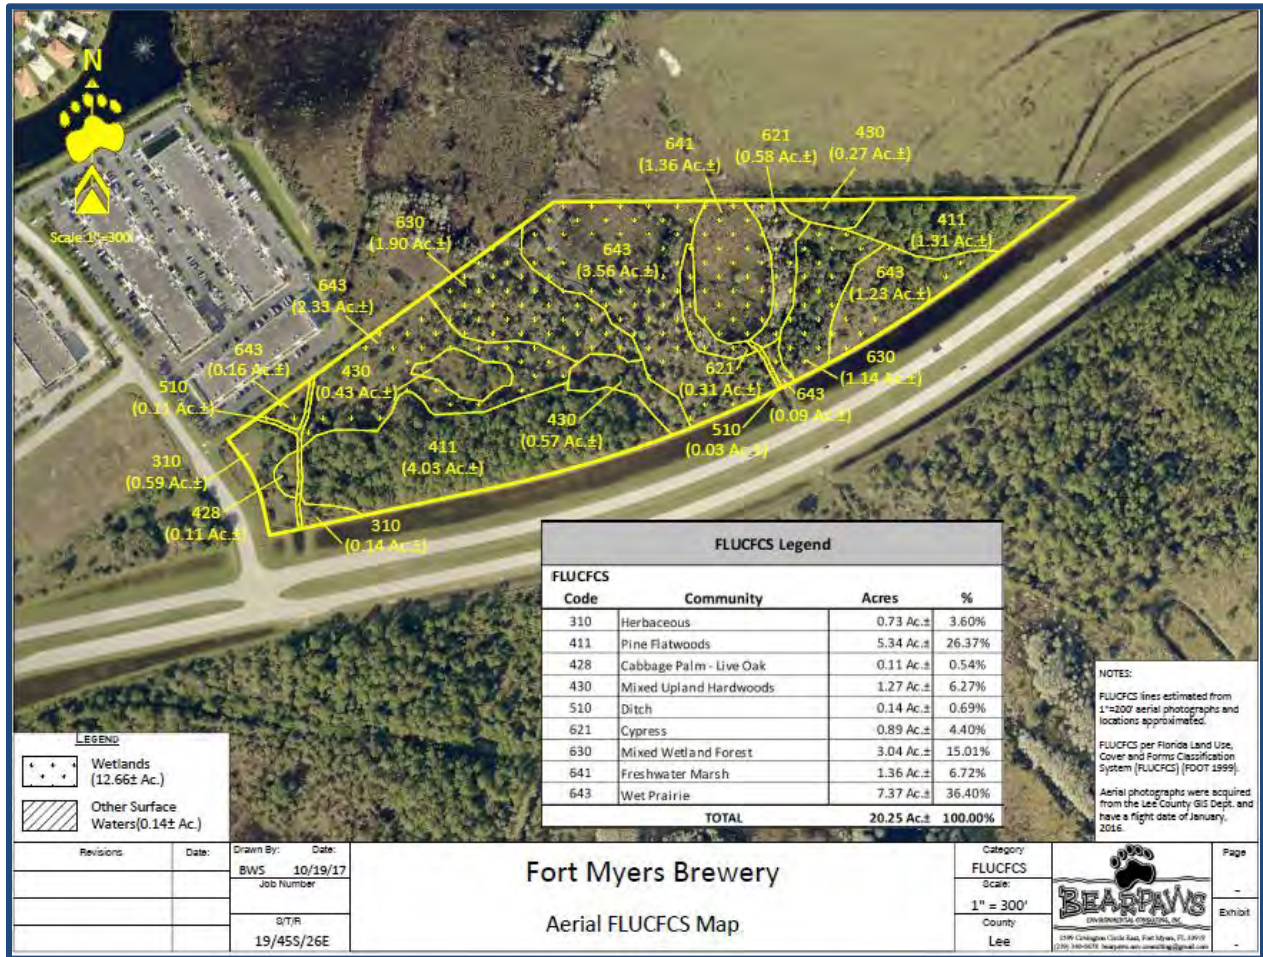 N
Scale 1"=300'
641
(1.36 Ac.±)
621
(0.58 Ac.±)
430
(0.27 Ac.±)
411
(1.31 Ac.±)
630
(1.90 Ac.±)
643
(3.56 Ac.±)
643
(1.23 Ac.±)
643
(2.33 Ac.±)
643
(0.16 Ac.±)
430
(0.43 Ac.±)
621
(0.31 Ac.±)
630
(1.14 Ac.±)
643
(0.09 Ac.±)
510
(0.11 Ac.±)
430
(0.57 Ac.±)
510
(0.03 Ac.±)
411
(4.03 Ac.±)
310
(0.59 Ac.±)
428
(0.11 Ac.±)
310
(0.14 Ac.±)
FLUCFCS Legend
FLUCFCS
Code Community Acres %
310 Herbaceous 0.73 Ac.± 3.60%
411 Pine Flatwoods 5.34 Ac.± 26.37%
428 Cabbage Palm - Live Oak 0.11 Ac.± 0.54%
430 Mixed Upland Hardwoods 1.27 Ac.± 6.27%
510 Ditch 0.14 Ac.± 0.69%
621 Cypress 0.89 Ac.± 4.40%
630 Mixed Wetland Forest 3.04 Ac.± 15.01%
641 Freshwater Marsh 1.36 Ac.± 6.72%
643 Wet Prairie 7.37 Ac.± 36.40%
TOTAL 20.25 Ac.± 100.00%
NOTES:
FLUCFCS lines estimated from
1"=200' aerial photographs and
locations approximated.
FLUCFCS per Florida Land Use,
Cover and Forms Classification
System (FLUCFCS) (FDOT 1999).
Aerial photographs were acquired
from the Lee County GIS Dept. and
have a flight date of January,
2016.
LEGEND
Wetlands
(12.66± Ac.)
Other Surface
Waters(0.14± Ac.)
Revisions Date:
Drawn By: Date:
BWS 10/19/17
Job Number
S/T/R
19/45S/26E
Fort Myers Brewery
Aerial FLUCFCS Map
Category
FLUCFCS
Scale:
1" = 300'
County
Lee
BEARPAWS
ENVIRONMENTAL CONSULTING, INC.
Page
-
Exhibit
-